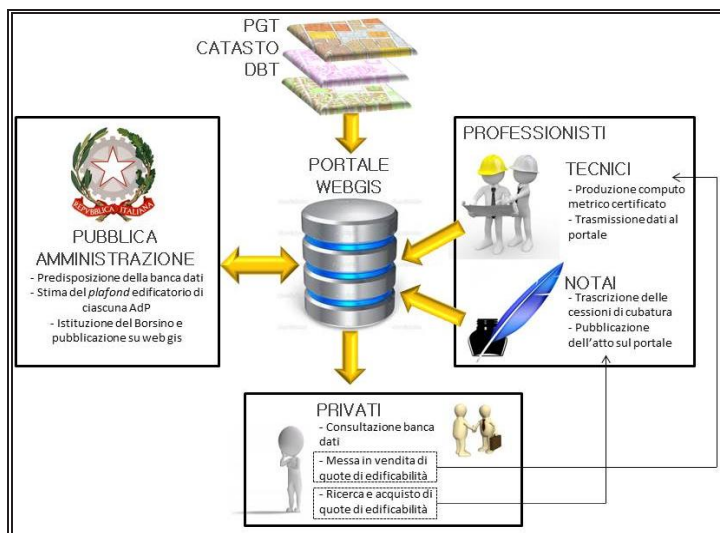 PGT
CATASTO
DBT
PORTALE
WEBGIS
REPVBBLICA ITALIANA
PUBBLICA
AMMINISTRAZIONE
- Predisposizione della banca dati
- Stima del plafond edificatorio di
ciascuna AdP
- Istituzione del Borsino e
pubblicazione su web gis
PROFESSIONISTI
TECNICI
- Produzione computo
metrico certificato
- Trasmissione dati al
portale
NOTAI
- Trascrizione delle
cessioni di cubatura
- Pubblicazione
dell'atto sul portale
PRIVATI
- Consultazione banca
dati
- Messa in vendita di
quote di edificabilità
- Ricerca e acquisto di
quote di edificabilità